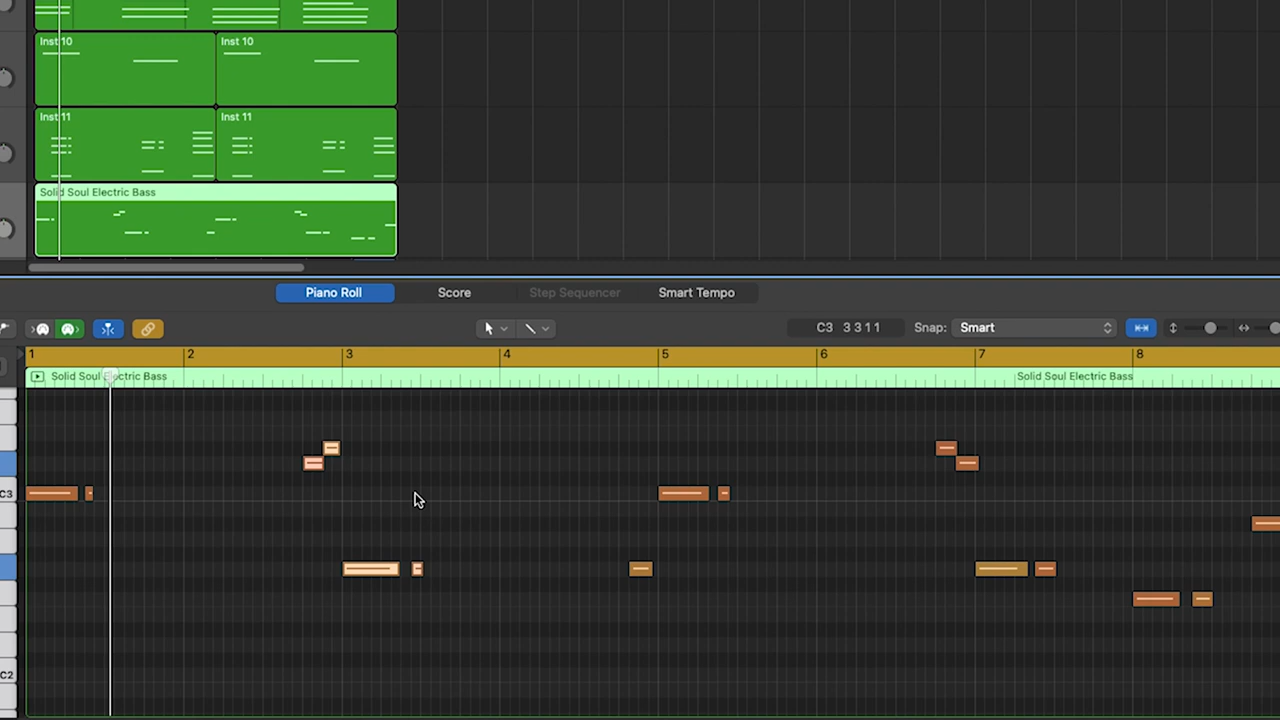 Inst 10 Inst 10
Inst 11 Inst 11
Solid Soul Electric Bass
Piano Roll Score Step Sequencer Smart Tempo
C3 3 3 1 1 Snap: Smart
1 2 3 4 5 6 7 8
Solid Soul Electric Bass Solid Soul Electric Bass
C3
C2